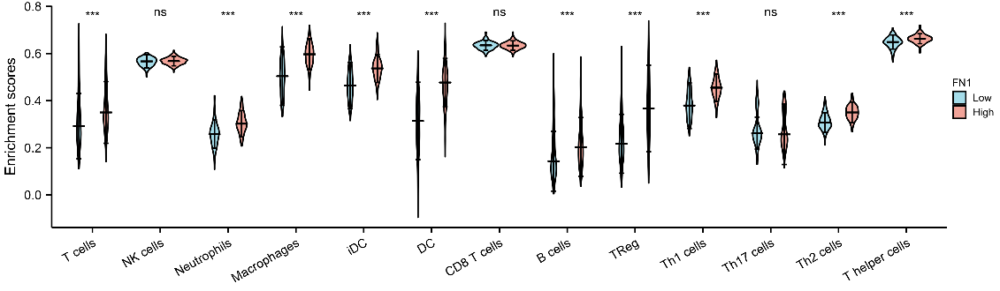 *** ns *** *** *** *** ns *** *** *** ns *** ***
0.8
0.6
0.4
0.2
0.0
Enrichment scores
FN1
Low
High
T cells
NK cells
Neutrophils
Macrophages
iDC
DC
CD8 T cells
B cells
TReg
Th1 cells
Th17 cells
Th2 cells
T helper cells